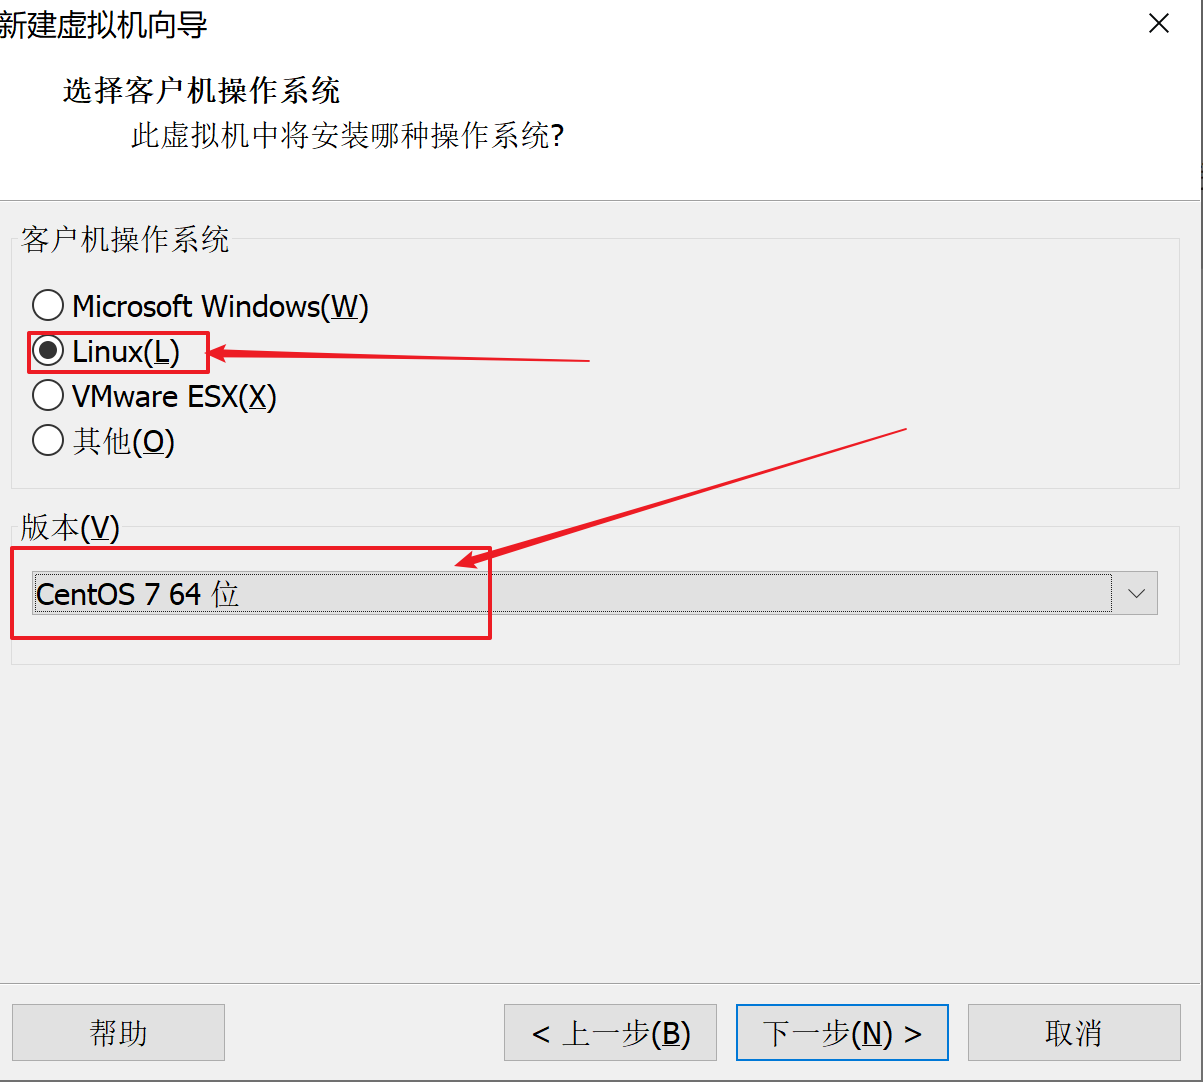 新建虚拟机向导
选择客户机操作系统
此虚拟机中将安装哪种操作系统?
客户机操作系统
Microsoft Windows(W)
Linux(L)
VMware ESX(X)
其他(O)
版本(V)
CentOS 7 64 位
帮助
< 上一步(B)
下一步(N) >
取消